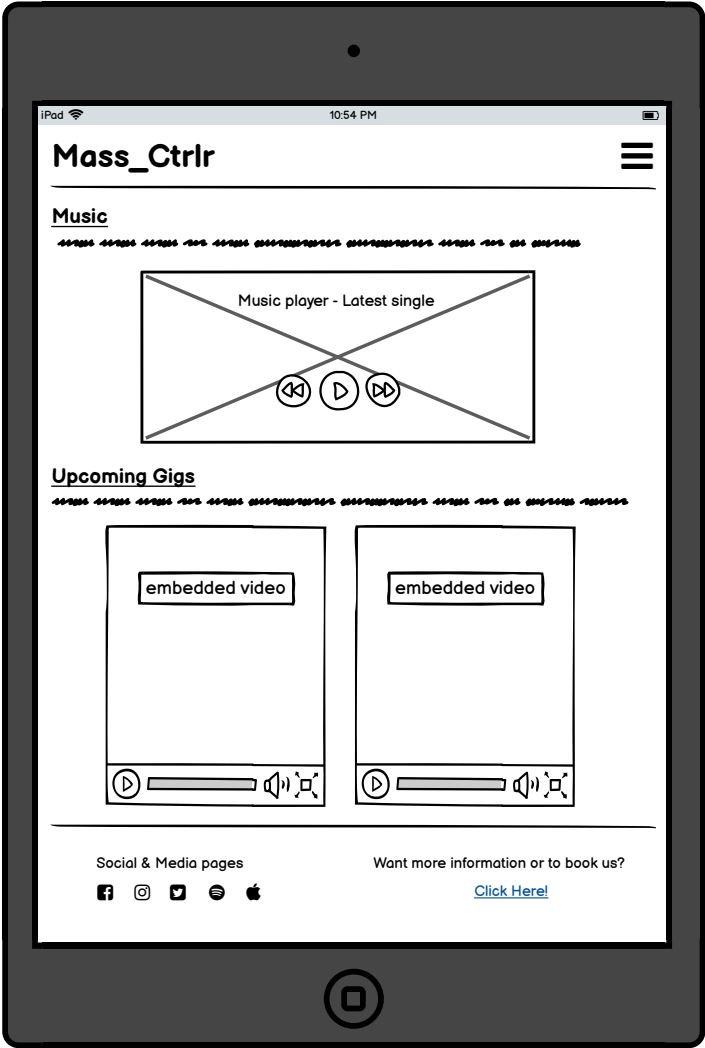 iPad 10:54 PM
Mass_Ctrlr
Music
Music player - Latest single
Upcoming Gigs
embedded video embedded video
Social & Media pages
Want more information or to book us?
Click Here!